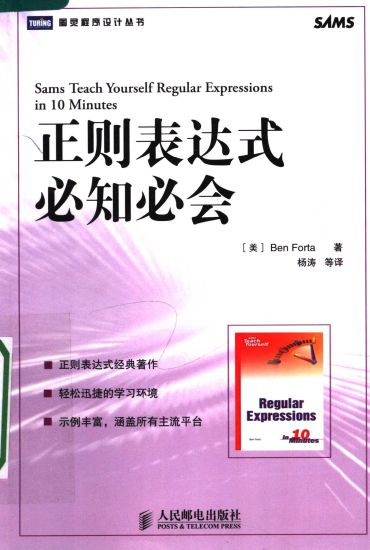 TURING 图灵程序设计丛书
SAMS
Sams Teach Yourself Regular Expressions
in 10 Minutes
正则表达式
必知必会
[美] Ben Forta 著
杨涛 等译
■ 正则表达式经典著作
■ 轻松迅捷的学习环境
■ 示例丰富，涵盖所有主流平台
Teach
Yourself
Regular
Expressions
in 10
Minutes
Ben Forta
人民邮电出版社
POSTS & TELECOM PRESS